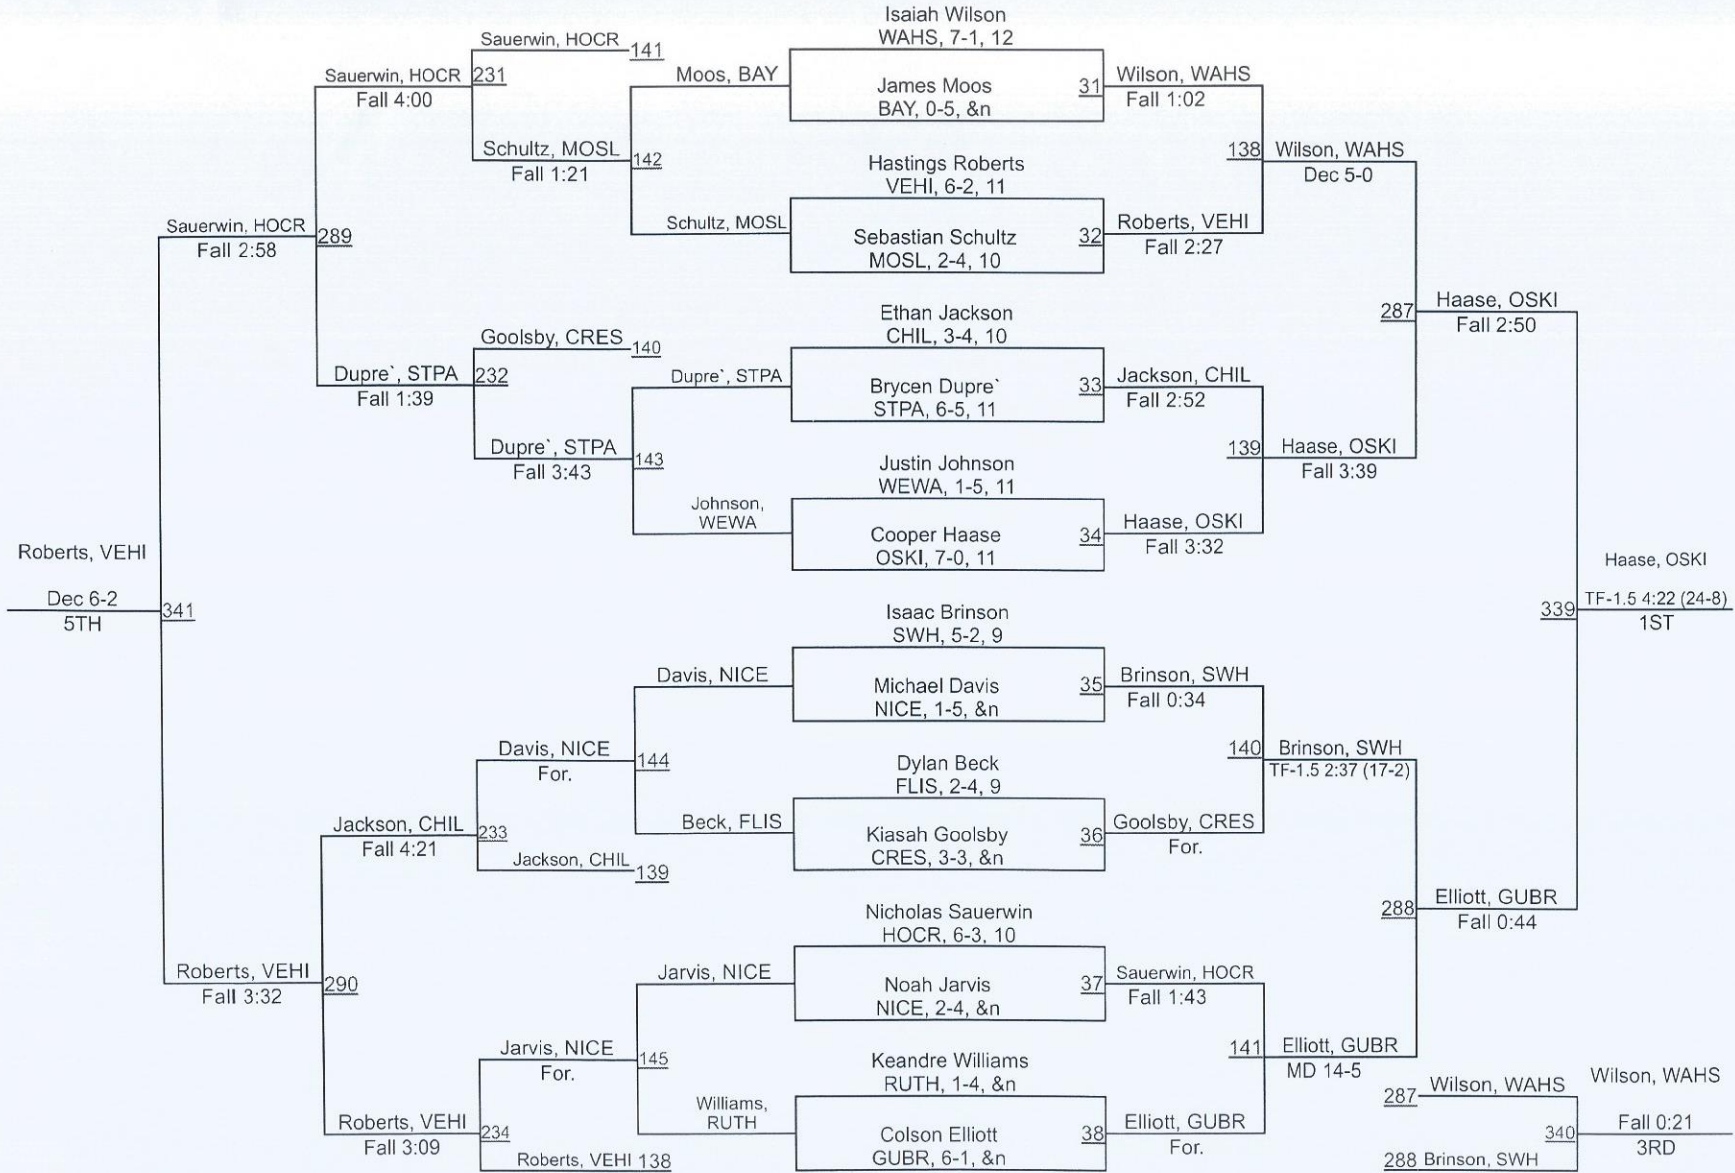 Isaiah Wilson
WAHS, 7-1, 12
Sauerwin, HOCR
141
Sauerwin, HOCR
231
Fall 4:00
Moos, BAY
James Moos
BAY, 0-5, &n
31
Wilson, WAHS
Fall 1:02
Schultz, MOSL
142
Fall 1:21
Hastings Roberts
VEHI, 6-2, 11
138
Wilson, WAHS
Dec 5-0
Sauerwin, HOCR
289
Fall 2:58
Schultz, MOSL
Sebastian Schultz
MOSL, 2-4, 10
32
Roberts, VEHI
Fall 2:27
Ethan Jackson
CHIL, 3-4, 10
287
Haase, OSKI
Fall 2:50
Goolsby, CRES
140
Dupre`, STPA
232
Fall 1:39
Dupre`, STPA
Brycen Dupre`
STPA, 6-5, 11
33
Jackson, CHIL
Fall 2:52
Dupre`, STPA
143
Fall 3:43
Justin Johnson
WEWA, 1-5, 11
139
Haase, OSKI
Fall 3:39
Johnson,
WEWA
Cooper Haase
OSKI, 7-0, 11
34
Haase, OSKI
Fall 3:32
Roberts, VEHI
Dec 6-2
5TH
341
Haase, OSKI
339
TF-1.5 4:22 (24-8)
1ST
Isaac Brinson
SWH, 5-2, 9
Davis, NICE
Michael Davis
NICE, 1-5, &n
35
Brinson, SWH
Fall 0:34
Davis, NICE
144
For.
Dylan Beck
FLIS, 2-4, 9
140
Brinson, SWH
TF-1.5 2:37 (17-2)
Jackson, CHIL
233
Fall 4:21
Beck, FLIS
Kiasah Goolsby
CRES, 3-3, &n
36
Goolsby, CRES
For.
Jackson, CHIL
139
Nicholas Sauerwin
HOCR, 6-3, 10
288
Elliott, GUBR
Fall 0:44
Roberts, VEHI
290
Fall 3:32
Jarvis, NICE
Noah Jarvis
NICE, 2-4, &n
37
Sauerwin, HOCR
Fall 1:43
Jarvis, NICE
145
For.
Keandre Williams
RUTH, 1-4, &n
141
Elliott, GUBR
MD 14-5
Williams,
RUTH
Colson Elliott
GUBR, 6-1, &n
38
Elliott, GUBR
For.
Roberts, VEHI
234
Fall 3:09
Roberts, VEHI 138
287
Wilson, WAHS
Wilson, WAHS
340
Fall 0:21
3RD
288 Brinson, SWH